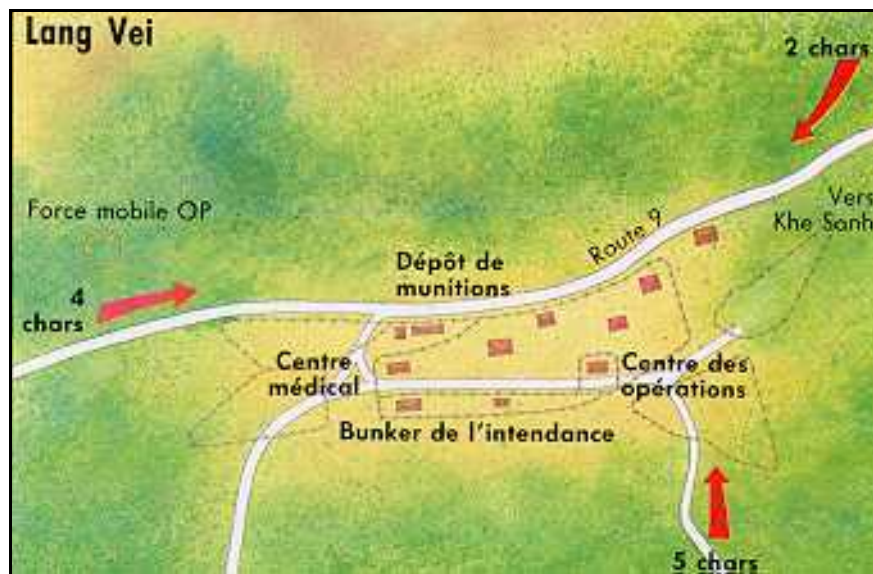 Lang Vei
2 chars
Force mobile OP
Vers
Khe Sanh
Route 9
Dépôt de
munitions
4
chars
Centre
médical
Centre des
opérations
Bunker de l'intendance
5 chars